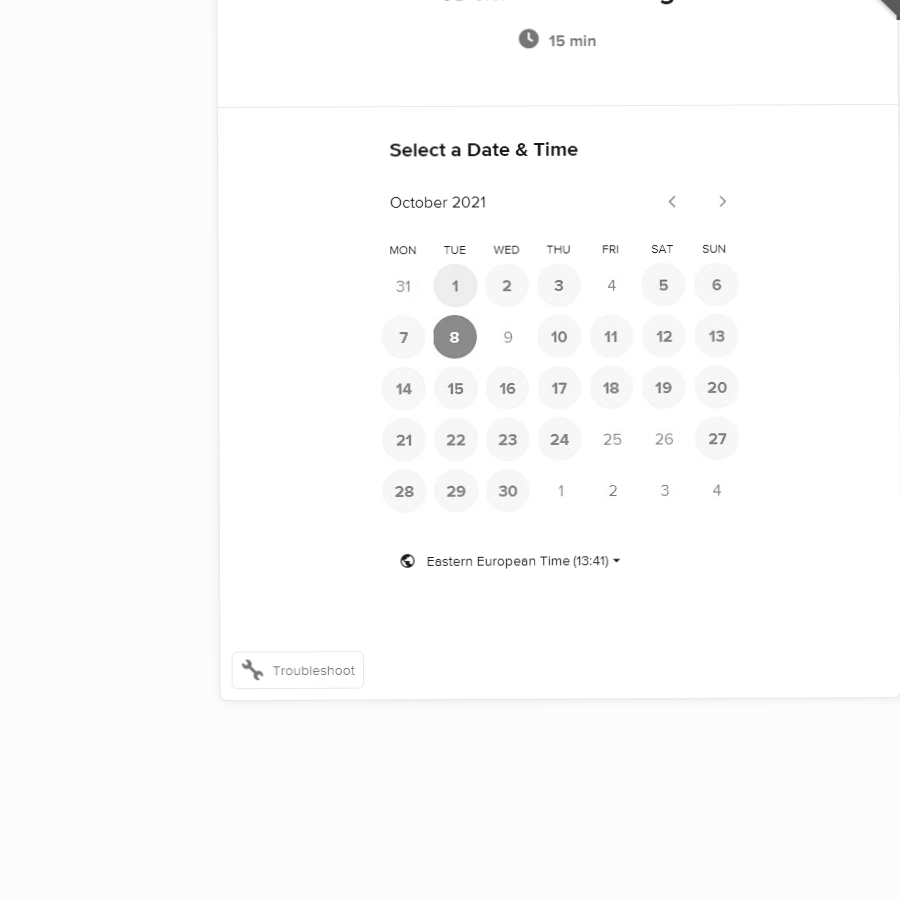 15 min
Select a Date & Time
October 2021
MON TUE WED THU FRI SAT SUN
31 1 2 3 4 5 6
7 8 9 10 11 12 13
14 15 16 17 18 19 20
21 22 23 24 25 26 27
28 29 30 1 2 3 4
Eastern European Time (13:41)
Troubleshoot